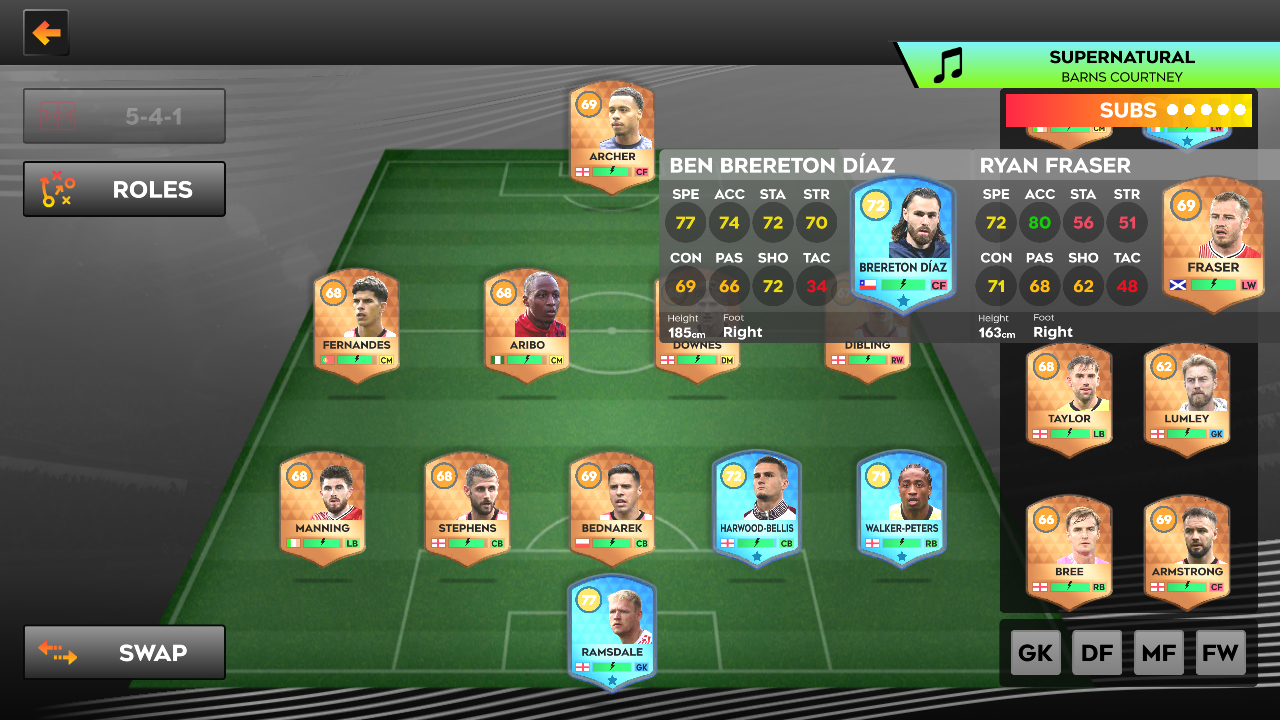 SUPERNATURAL
BARNS COURTNEY
5-4-1
SUBS
69
ARCHER
CF
CM
LW
ROLES
BEN BRERETON DÍAZ
SPE ACC STA STR
77 74 72 70
CON PAS SHO TAC
69 66 72 34
Height Foot
185cm Right
72
BRERETON DÍAZ
CF
RYAN FRASER
SPE ACC STA STR
72 80 56 51
CON PAS SHO TAC
71 68 62 48
Height Foot
163cm Right
69
FRASER
LW
68
FERNANDES
CM
68
ARIBO
CM
DOWNES
DM
DIBLING
RW
68
TAYLOR
LB
62
LUMLEY
GK
68
MANNING
LB
68
STEPHENS
CB
69
BEDNAREK
CB
72
HARWOOD-BELLIS
CB
71
WALKER-PETERS
RB
66
BREE
RB
69
ARMSTRONG
CF
77
RAMSDALE
GK
SWAP
GK DF MF FW